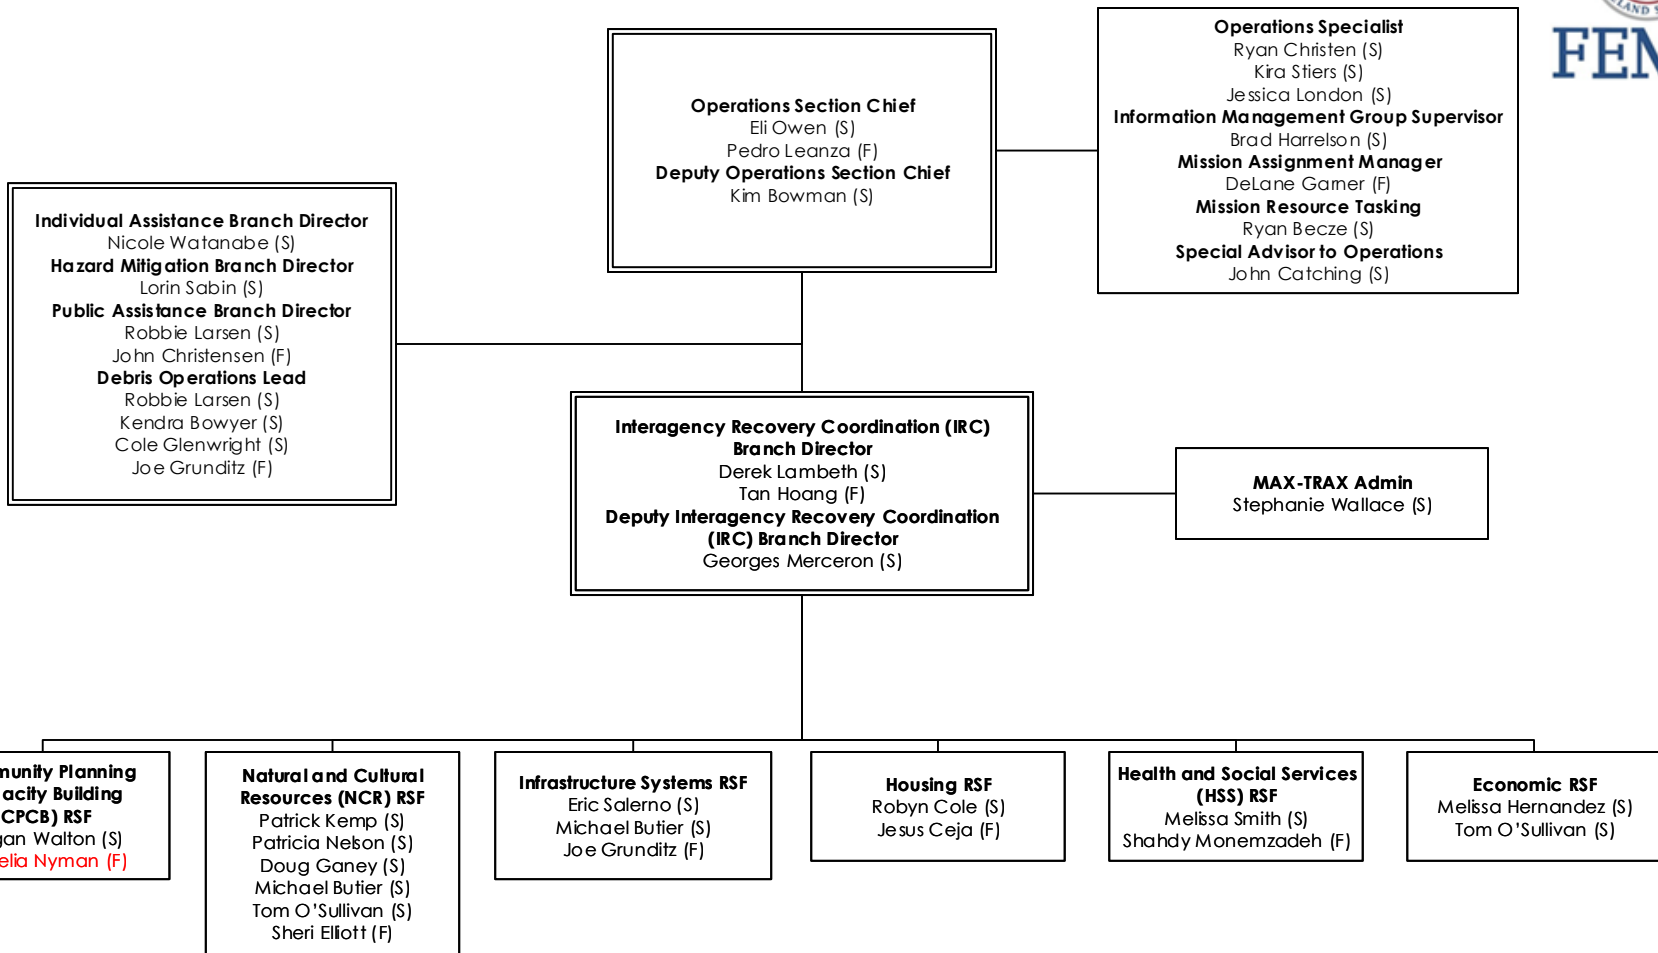 Operations Specialist
Ryan Christen (S)
Kira Stiers (S)
Jessica London (S)
Information Management Group Supervisor
Brad Harrelson (S)
Mission Assignment Manager
DeLane Garner (F)
Mission Resource Tasking
Ryan Becze (S)
Special Advisor to Operations
John Catching (S)
Operations Section Chief
Eli Owen (S)
Pedro Leanza (F)
Deputy Operations Section Chief
Kim Bowman (S)
Individual Assistance Branch Director
Nicole Watanabe (S)
Hazard Mitigation Branch Director
Lorin Sabin (S)
Public Assistance Branch Director
Robbie Larsen (S)
John Christensen (F)
Debris Operations Lead
Robbie Larsen (S)
Kendra Bowyer (S)
Cole Glenwright (S)
Joe Grunditz (F)
Interagency Recovery Coordination (IRC)
Branch Director
Derek Lambeth (S)
Tan Hoang (F)
Deputy Interagency Recovery Coordination
(IRC) Branch Director
Georges Merceron (S)
MAX-TRAX Admin
Stephanie Wallace (S)
Planning
Building
CPCB) RSF
Walton (S)
Nyman (F)
Natural and Cultural
Resources (NCR) RSF
Patrick Kemp (S)
Patricia Nelson (S)
Doug Ganey (S)
Michael Butier (S)
Tom O'Sullivan (S)
Sheri Elliott (F)
Infrastructure Systems RSF
Eric Salerno (S)
Michael Butier (S)
Joe Grunditz (F)
Housing RSF
Robyn Cole (S)
Jesus Ceja (F)
Health and Social Services
(HSS) RSF
Melissa Smith (S)
Shahdy Monemzadeh (F)
Economic RSF
Melissa Hernandez (S)
Tom O'Sullivan (S)